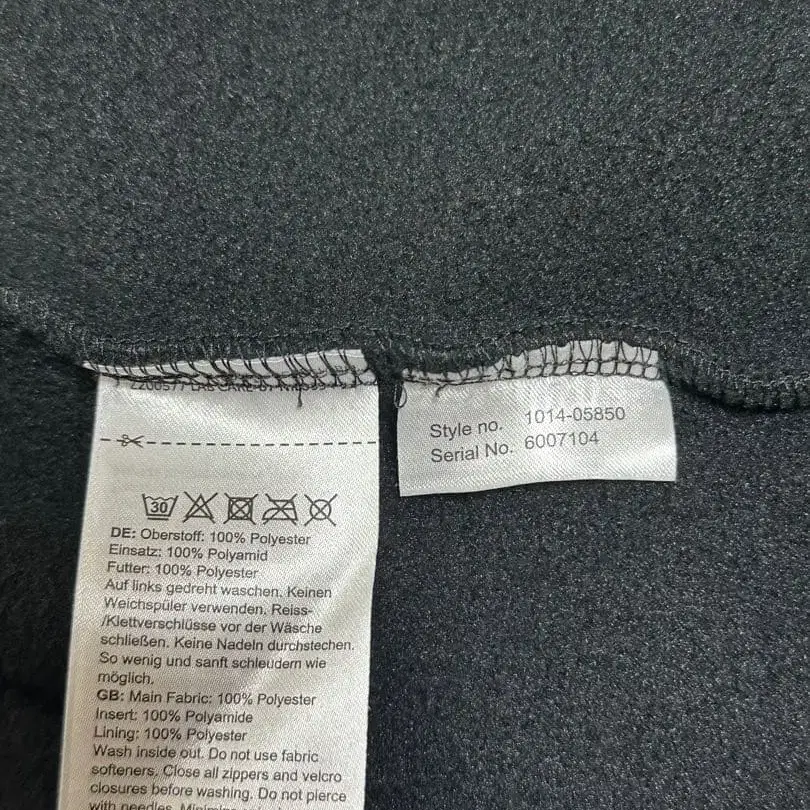 30
DE: Oberstoff: 100% Polyester
Einsatz: 100% Polyamid
Futter: 100% Polyester
Auf links gedreht waschen. Keinen
Weichspüler verwenden. Reiss-
/Klettverschlüsse vor der Wäsche
schließen. Keine Nadeln durchstechen.
So wenig und sanft schleudern wie
möglich.
GB: Main Fabric: 100% Polyester
Insert: 100% Polyamide
Lining: 100% Polyester
Wash inside out. Do not use fabric
softeners. Close all zippers and velcro
closures before washing. Do not pierce
with needles.
Style no. 1014-05850
Serial No. 6007104